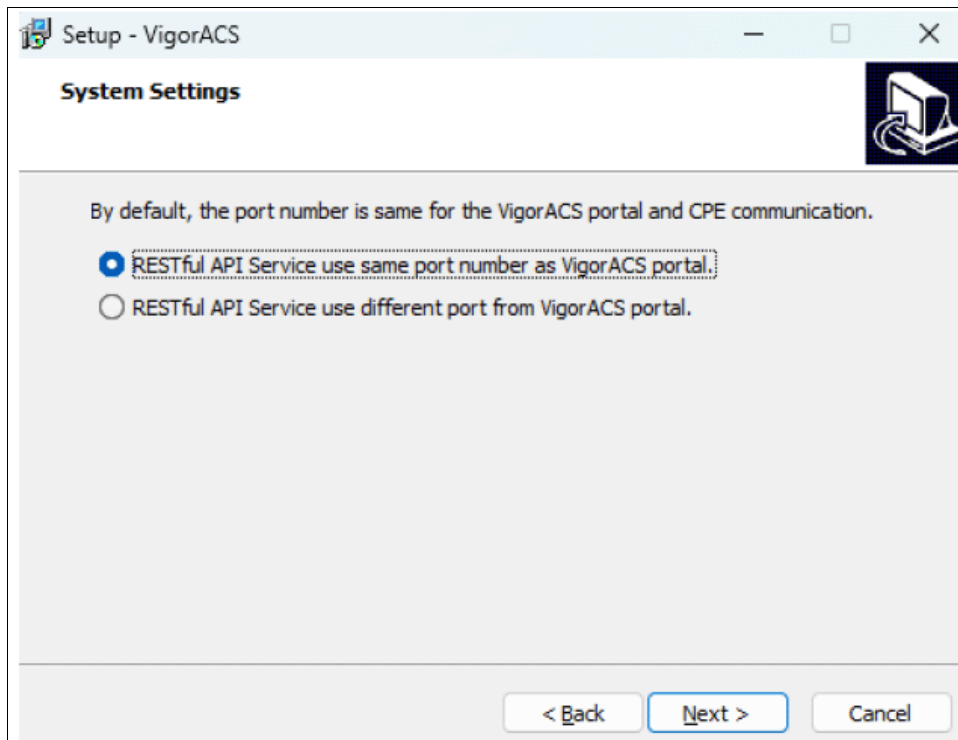 Setup - VigorACS
System Settings
By default, the port number is same for the VigorACS portal and CPE communication.
RESTful API Service use same port number as VigorACS portal.
RESTful API Service use different port from VigorACS portal.
< Back Next > Cancel